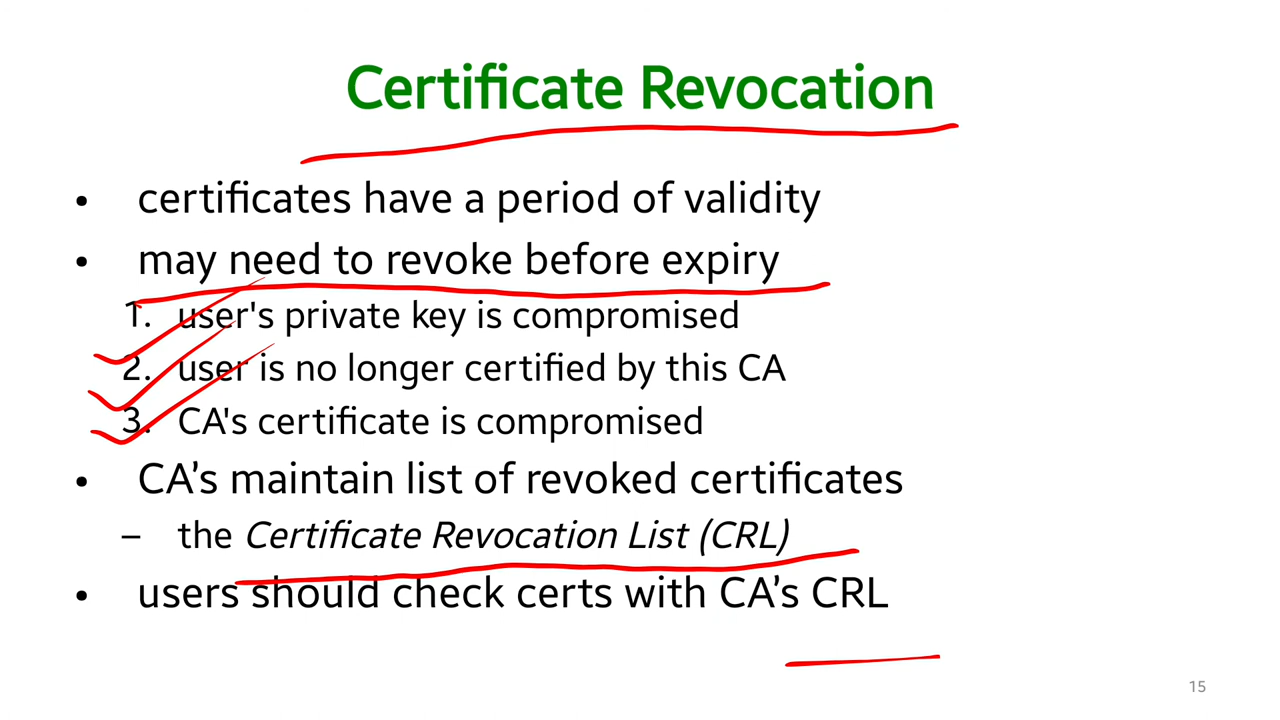 Certificate Revocation
• certificates have a period of validity
• may need to revoke before expiry
1. user's private key is compromised
2. user is no longer certified by this CA
3. CA's certificate is compromised
• CA’s maintain list of revoked certificates
– the Certificate Revocation List (CRL)
• users should check certs with CA’s CRL
15